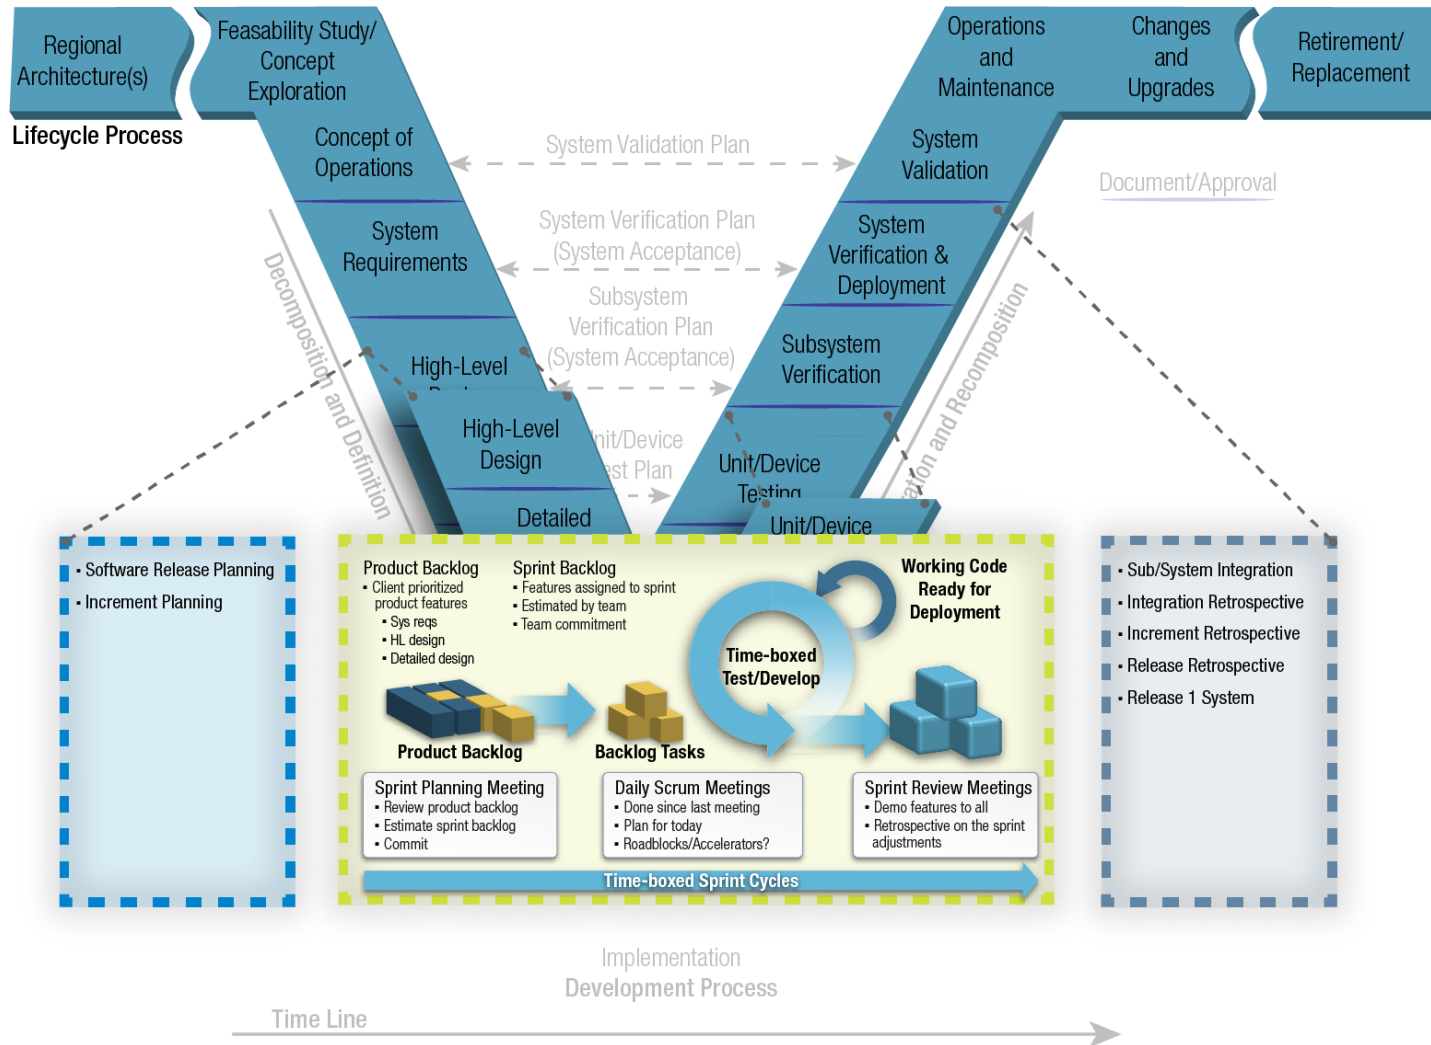 Regional
Architecture(s)
Lifecycle Process
Feasability Study/
Concept
Exploration
Concept of
Operations
System
Requirements
High-Level
High-Level
Design
Detailed
Decomposition and Definition
System Validation Plan
System Verification Plan
(System Acceptance)
Subsystem
Verification Plan
(System Acceptance)
Unit/Device
Test Plan
Operations
and
Maintenance
Changes
and
Upgrades
Retirement/
Replacement
System
Validation
Document/Approval
System
Verification &
Deployment
Subsystem
Verification
Unit/Device
Testing
Unit/Device
and Recomposition
▪ Software Release Planning
▪ Increment Planning
Product Backlog
▪ Client prioritized
product features
▪ Sys reqs
▪ HL design
▪ Detailed design
Sprint Backlog
▪ Features assigned to sprint
▪ Estimated by team
▪ Team commitment
Working Code
Ready for
Deployment
Time-boxed
Test/Develop
Product Backlog
Backlog Tasks
Sprint Planning Meeting
▪ Review product backlog
▪ Estimate sprint backlog
▪ Commit
Daily Scrum Meetings
▪ Done since last meeting
▪ Plan for today
▪ Roadblocks/Accelerators?
Sprint Review Meetings
▪ Demo features to all
▪ Retrospective on the sprint
adjustments
Time-boxed Sprint Cycles
▪ Sub/System Integration
▪ Integration Retrospective
▪ Increment Retrospective
▪ Release Retrospective
▪ Release 1 System
Implementation
Development Process
Time Line